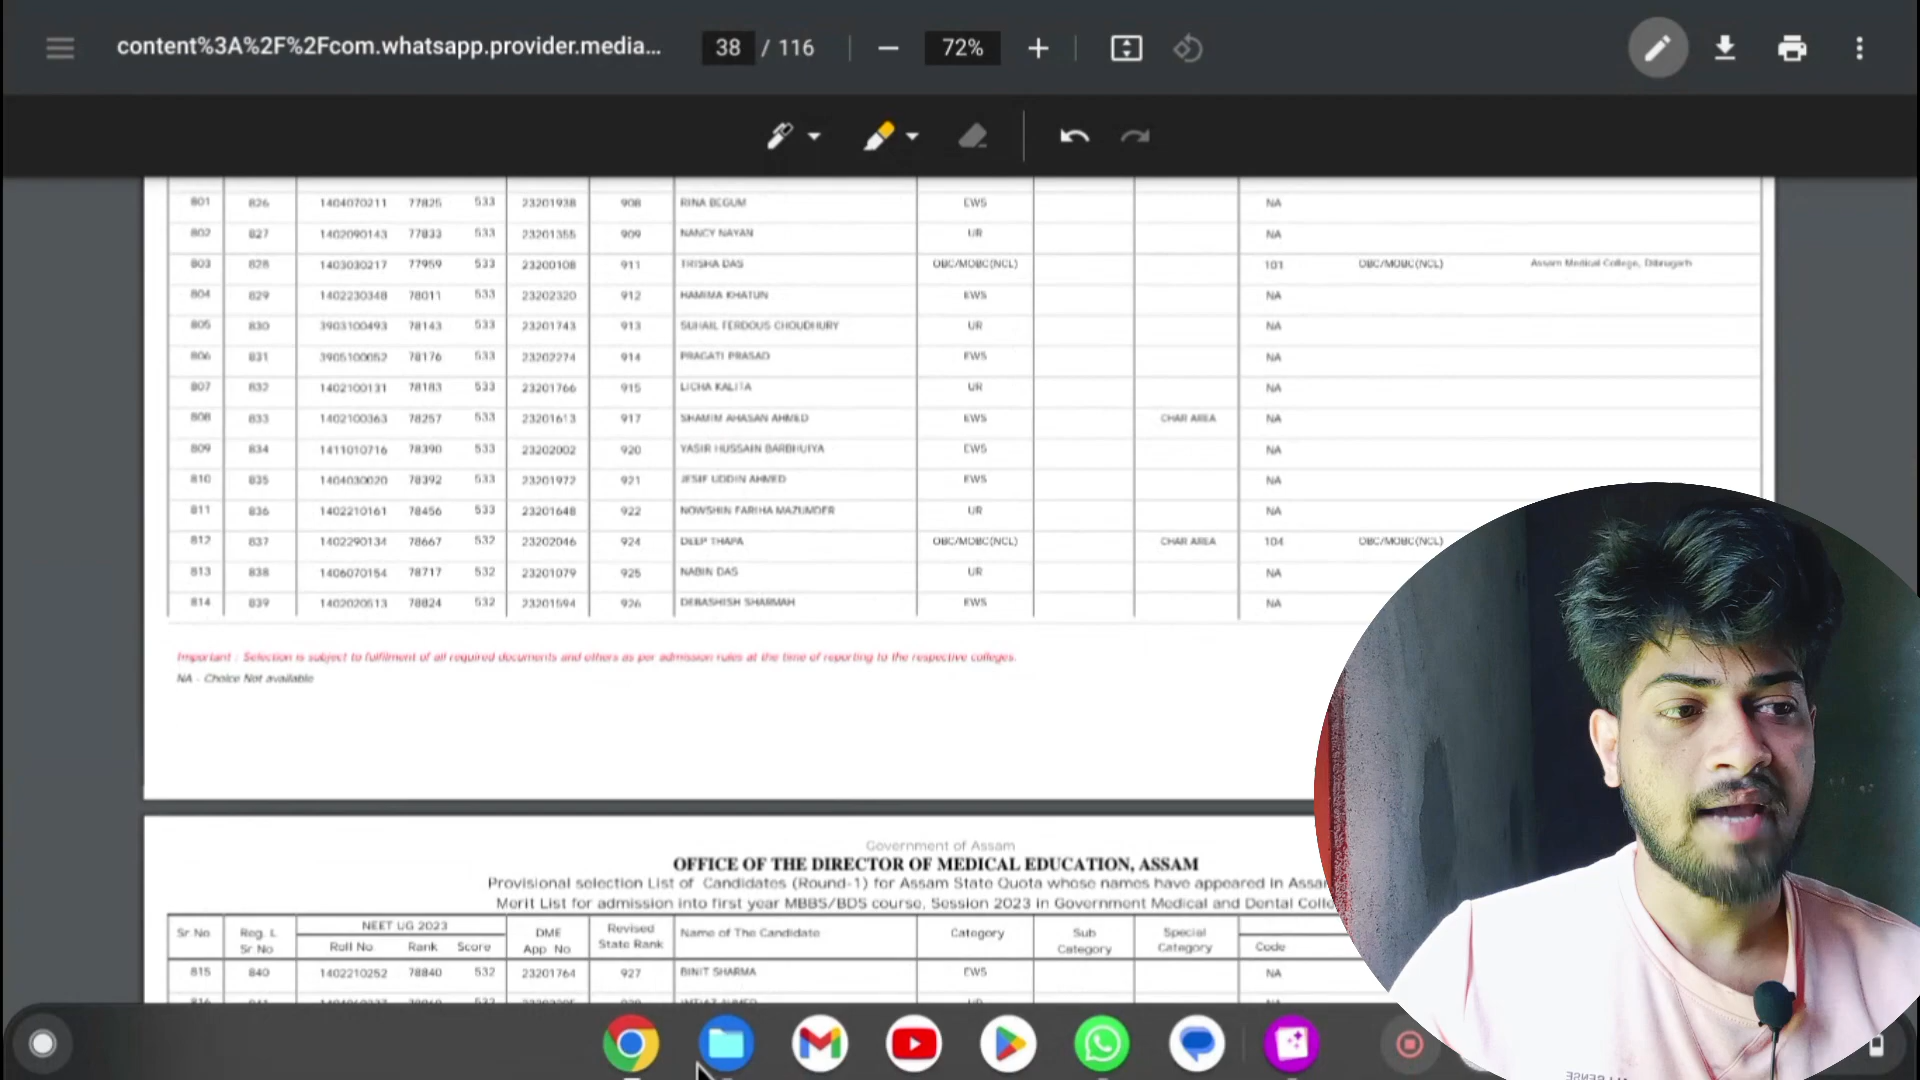 content%3A%2F%2Fcom.whatsapp.provider.media... 38 / 116 72%
801 826 1404070211 77825 533 23201938 908 RINA BEGUM EWS NA
802 827 1402090143 77833 533 23201355 909 NANCY NAYAN UR NA
803 828 1403030217 77959 533 23200108 911 TRISHA DAS OBC/MOBC(NCL) 101 OBC/MOBC(NCL) Assam Medical College, Dibrugarh
804 829 1402230348 78011 533 23202320 912 HAMIMA KHATUN EWS NA
805 830 3903100493 78143 533 23201743 913 SUHAIL FERDOUS CHOUDHURY UR NA
806 831 3905100052 78176 533 23202274 914 PRAGATI PRASAD EWS NA
807 832 1402100131 78183 533 23201766 915 LICHA KALITA UR NA
808 833 1402100363 78257 533 23201613 917 SHAMIM AHASAN AHMED EWS CHAR AREA NA
809 834 1411010716 78390 533 23202002 920 YASIR HUSSAIN BARBHUIYA EWS NA
810 835 1404030020 78392 533 23201972 921 JESIF UDDIN AHMED EWS NA
811 836 1402210161 78456 533 23201648 922 NOWSHIN FARIHA MAZUMDER UR NA
812 837 1402290134 78667 532 23202046 924 DEEP THAPA OBC/MOBC(NCL) CHAR AREA 104 OBC/MOBC(NCL)
813 838 1406070154 78717 532 23201079 925 NABIN DAS UR NA
814 839 1402020513 78824 532 23201594 926 DEBASHISH SHARMAH EWS NA
Important : Selection is subject to fulfilment of all required documents and others as per admission rules at the time of reporting to the respective colleges.
NA - Choice Not available
Government of Assam
OFFICE OF THE DIRECTOR OF MEDICAL EDUCATION, ASSAM
Provisional selection List of Candidates (Round-1) for Assam State Quota whose names have appeared in Assa
Merit List for admission into first year MBBS/BDS course, Session 2023 in Government Medical and Dental Colle
Sr No Reg. L Sr No NEET UG 2023 Roll No. Rank Score DME App No Revised State Rank Name of The Candidate Category Sub Category Special Category Code
815 840 1402210252 78840 532 23201764 927 BINIT SHARMA EWS NA